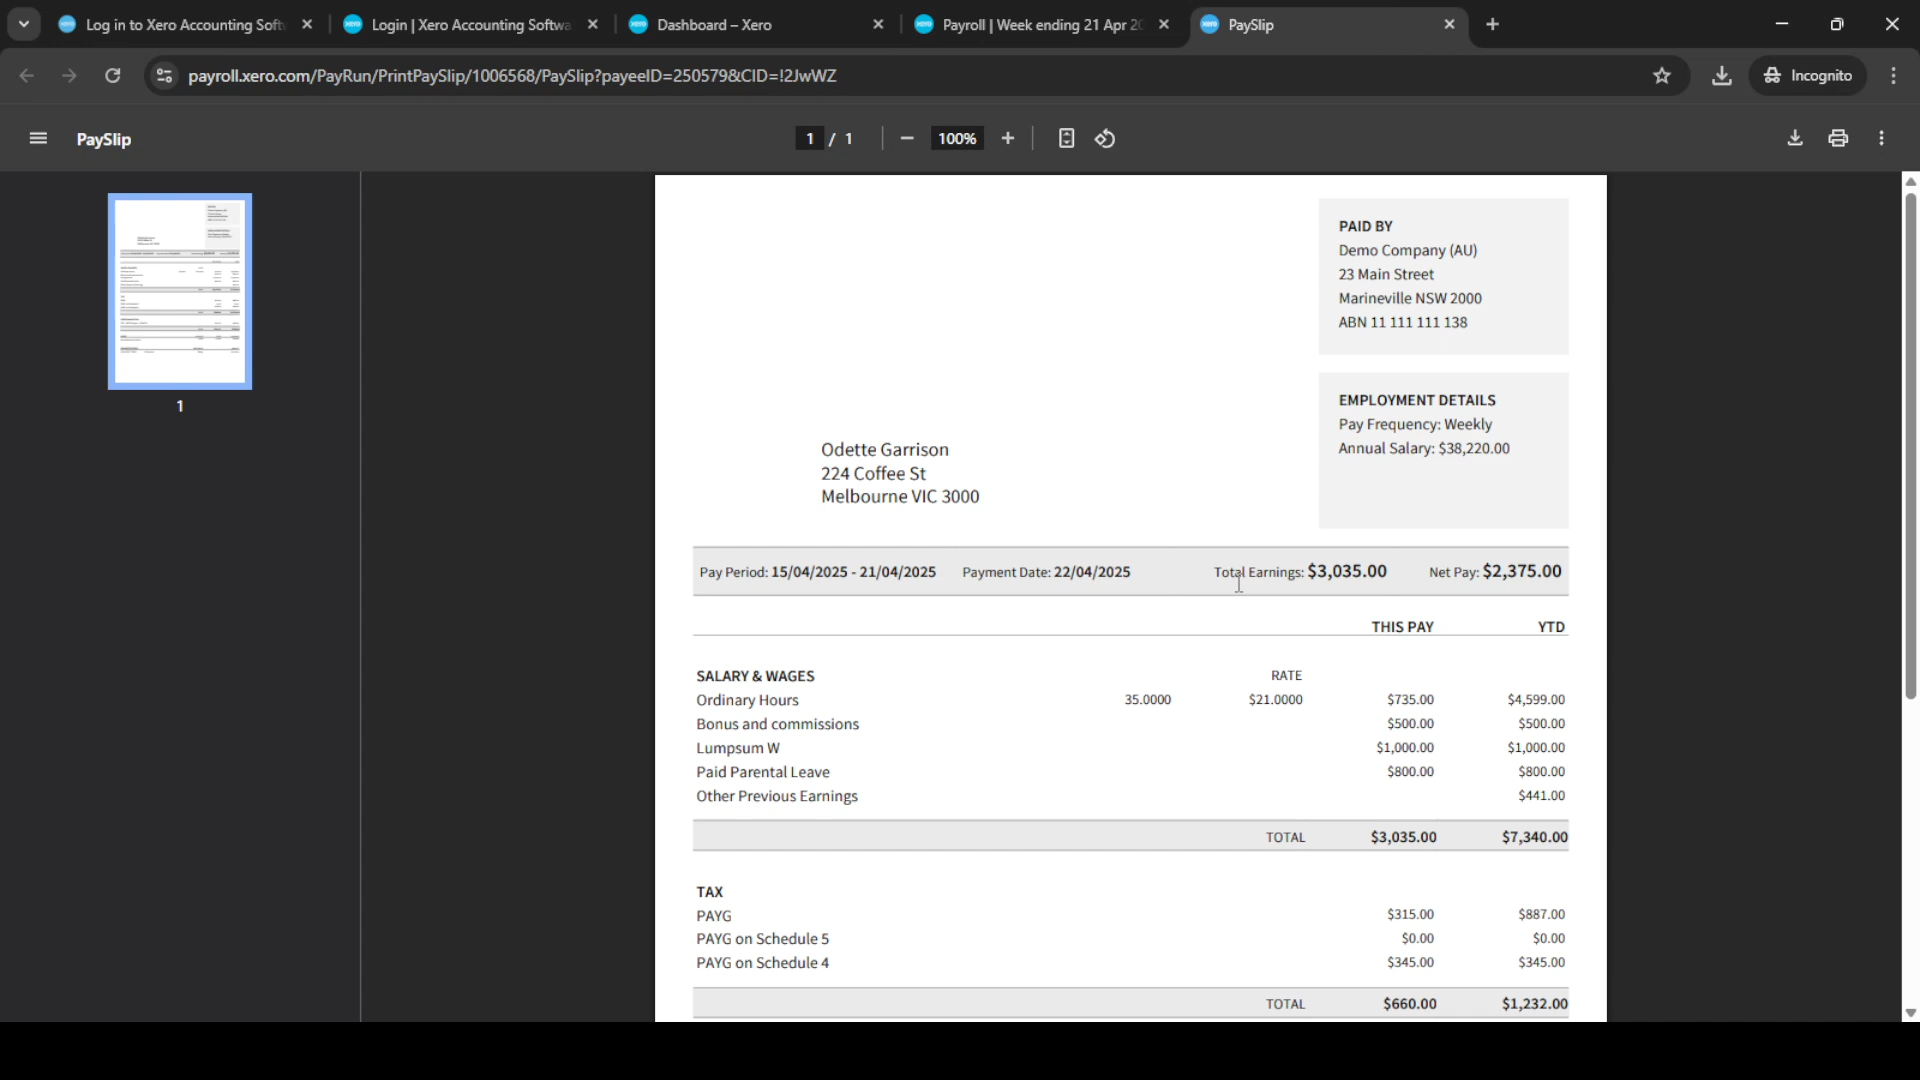 Log in to Xero Accounting Soft
Login | Xero Accounting Softwa
Dashboard – Xero
Payroll | Week ending 21 Apr 20
PaySlip
payroll.xero.com/PayRun/PrintPaySlip/1006568/PaySlip?payeeID=250579&CID=!2JwWZ
Incognito
PaySlip
1 / 1
100%
1
PAID BY
Demo Company (AU)
23 Main Street
Marineville NSW 2000
ABN 11 111 111 138
EMPLOYMENT DETAILS
Pay Frequency: Weekly
Annual Salary: $38,220.00
Odette Garrison
224 Coffee St
Melbourne VIC 3000
Pay Period: 15/04/2025 - 21/04/2025 Payment Date: 22/04/2025 Total Earnings: $3,035.00 Net Pay: $2,375.00
THIS PAY YTD
SALARY & WAGES RATE
Ordinary Hours 35.0000 $21.0000 $735.00 $4,599.00
Bonus and commissions $500.00 $500.00
Lumpsum W $1,000.00 $1,000.00
Paid Parental Leave $800.00 $800.00
Other Previous Earnings $441.00
TOTAL $3,035.00 $7,340.00
TAX
PAYG $315.00 $887.00
PAYG on Schedule 5 $0.00 $0.00
PAYG on Schedule 4 $345.00 $345.00
TOTAL $660.00 $1,232.00